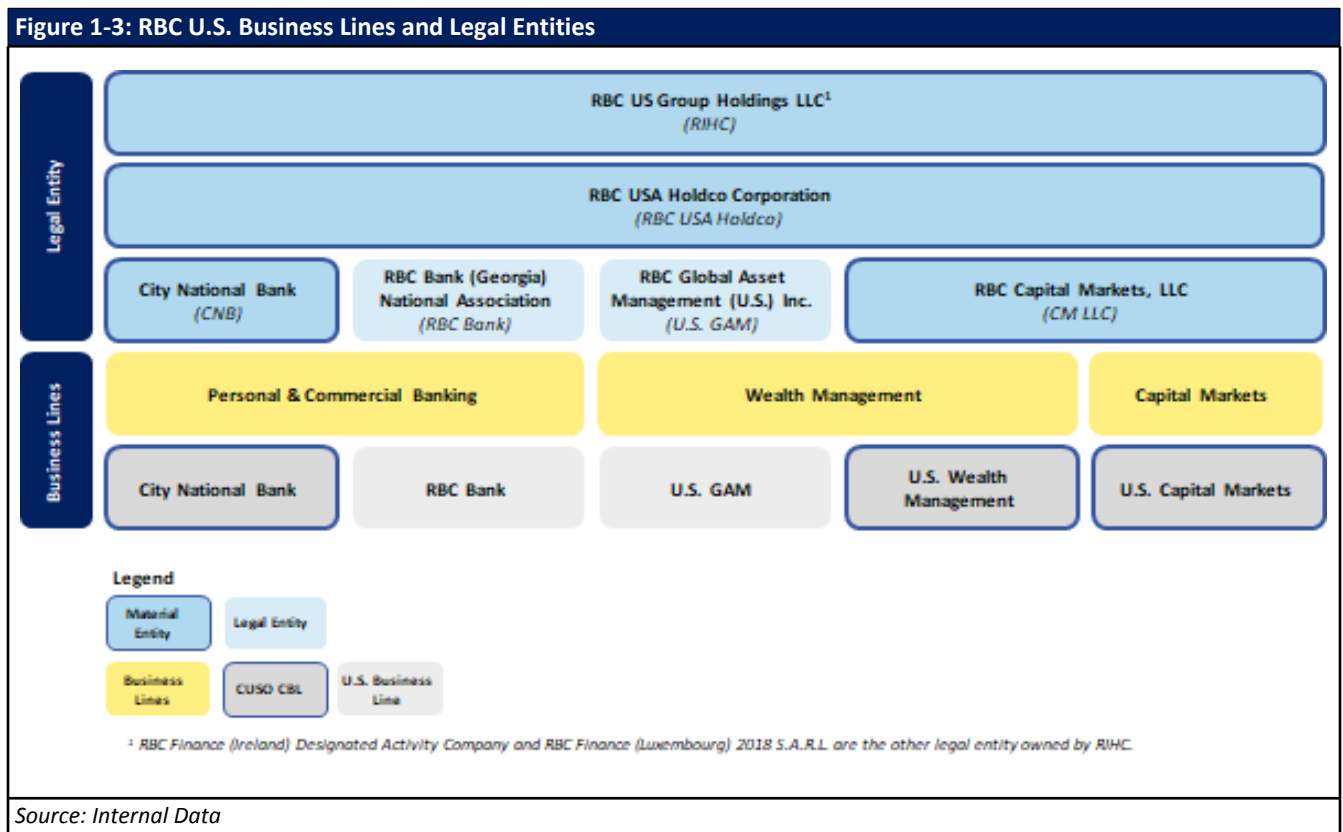 Figure 1-3: RBC U.S. Business Lines and Legal Entities
Legal Entity
RBC US Group Holdings LLC¹
(RIHC)
RBC USA Holdco Corporation
(RBC USA Holdco)
City National Bank
(CNB)
RBC Bank (Georgia)
National Association
(RBC Bank)
RBC Global Asset
Management (U.S.) Inc.
(U.S. GAM)
RBC Capital Markets, LLC
(CM LLC)
Business Lines
Personal & Commercial Banking
Wealth Management
Capital Markets
City National Bank
RBC Bank
U.S. GAM
U.S. Wealth
Management
U.S. Capital Markets
Legend
Material
Entity
Legal Entity
Business
Lines
CUSO CBL
U.S. Business
Line
¹ RBC Finance (Ireland) Designated Activity Company and RBC Finance (Luxembourg) 2018 S.A.R.L. are the other legal entity owned by RIHC.
Source: Internal Data